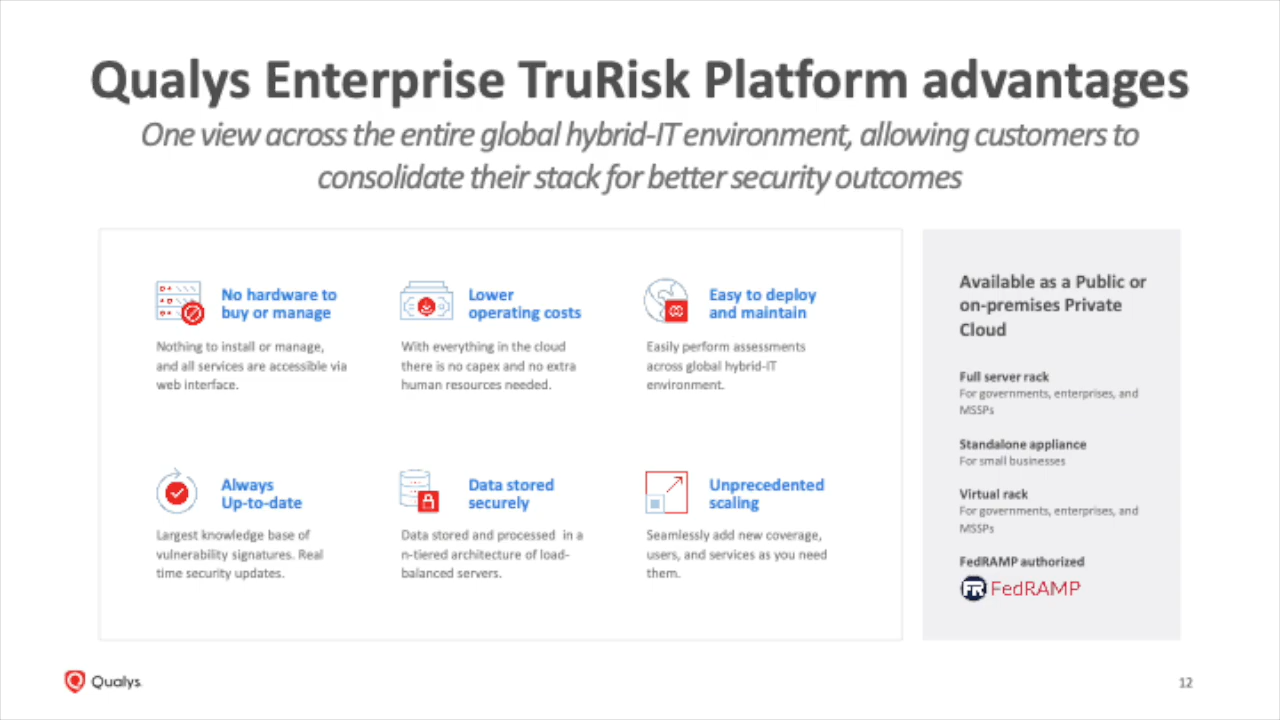 Qualys Enterprise TruRisk Platform advantages
One view across the entire global hybrid-IT environment, allowing customers to
consolidate their stack for better security outcomes
No hardware to
buy or manage
Nothing to install or manage,
and all services are accessible via
web interface.
Lower
operating costs
With everything in the cloud
there is no capex and no extra
human resources needed.
Easy to deploy
and maintain
Easily perform assessments
across global hybrid-IT
environment.
Always
Up-to-date
Largest knowledge base of
vulnerability signatures. Real
time security updates.
Data stored
securely
Data stored and processed in a
n-tiered architecture of load-
balanced servers.
Unprecedented
scaling
Seamlessly add new coverage,
users, and services as you need
them.
Available as a Public or
on-premises Private
Cloud
Full server rack
For governments, enterprises, and
MSSPs
Standalone appliance
For small businesses
Virtual rack
For governments, enterprises, and
MSSPs
FedRAMP authorized
FR FedRAMP
Qualys.
12